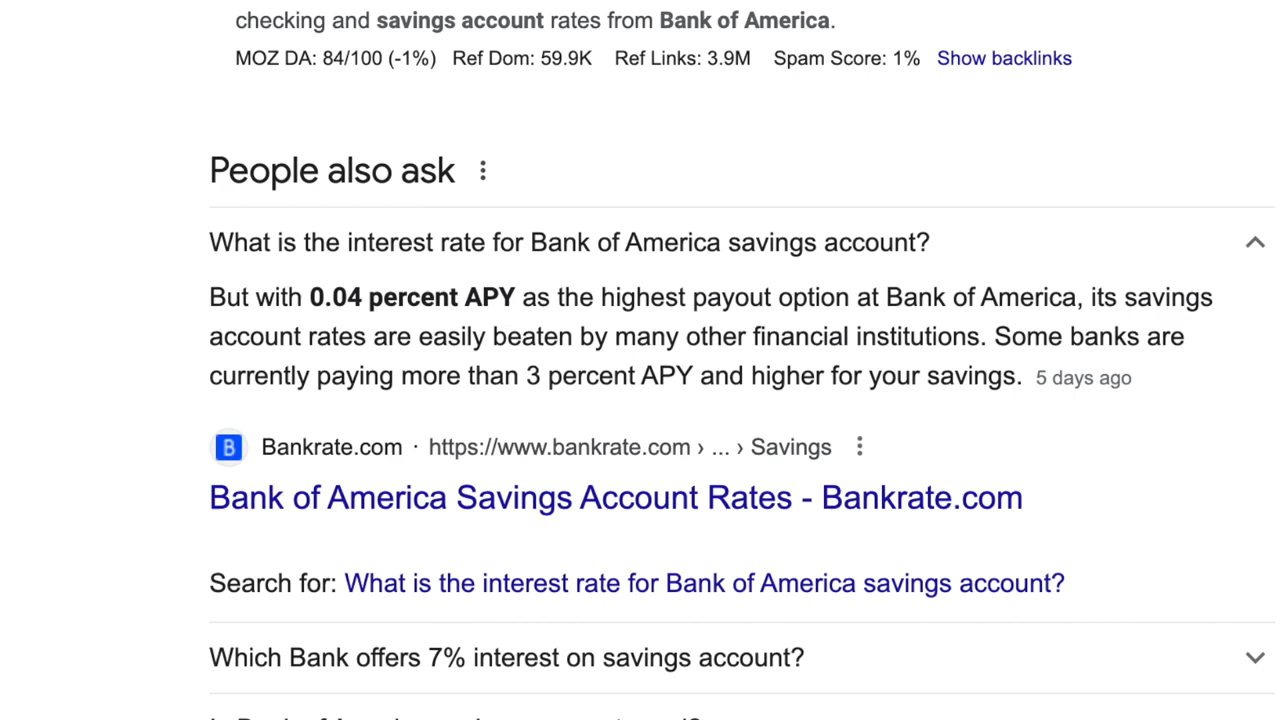 checking and savings account rates from Bank of America.
MOZ DA: 84/100 (-1%) Ref Dom: 59.9K Ref Links: 3.9M Spam Score: 1% Show backlinks
People also ask
What is the interest rate for Bank of America savings account?
But with 0.04 percent APY as the highest payout option at Bank of America, its savings
account rates are easily beaten by many other financial institutions. Some banks are
currently paying more than 3 percent APY and higher for your savings. 5 days ago
B Bankrate.com · https://www.bankrate.com › ... › Savings
Bank of America Savings Account Rates - Bankrate.com
Search for: What is the interest rate for Bank of America savings account?
Which Bank offers 7% interest on savings account?